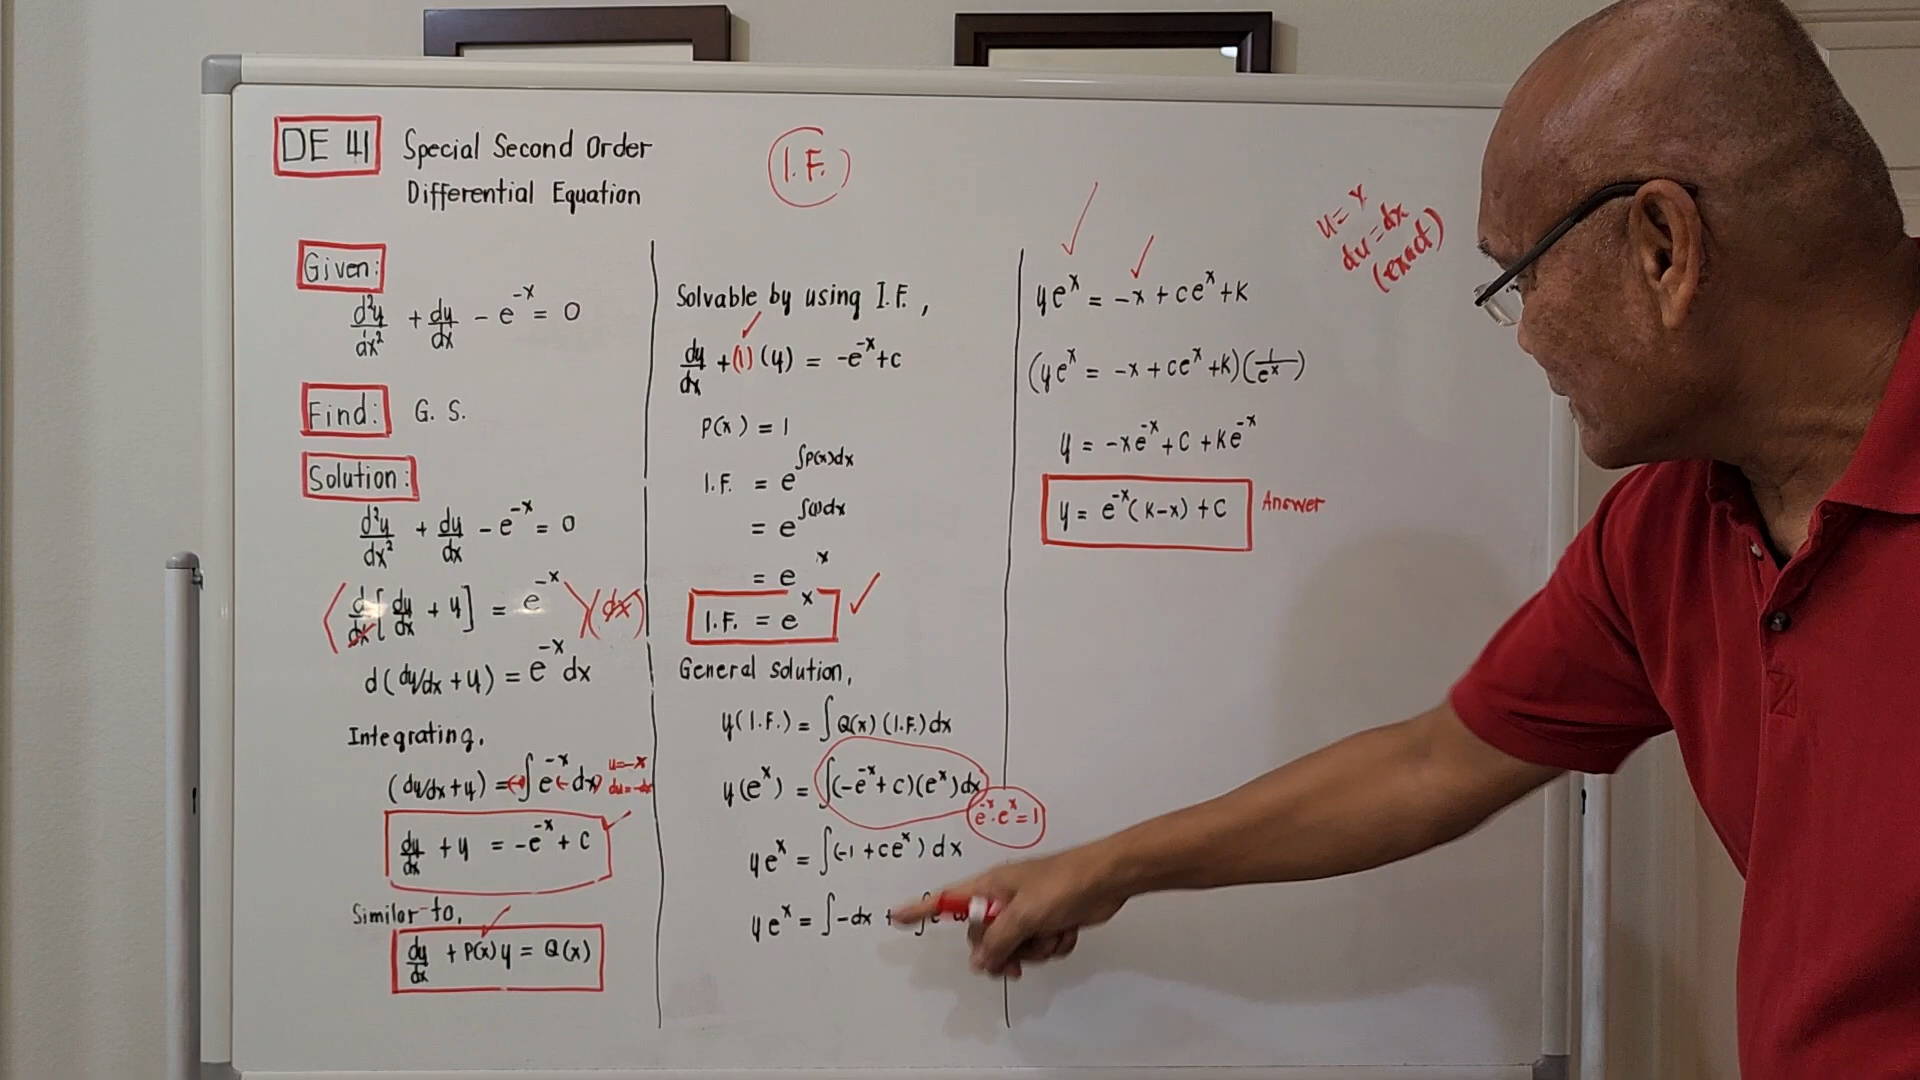 DE 41 Special Second Order
Differential Equation
I.F.
Given:
d²y/dx² + dy/dx - e^-x = 0
Find: G. S.
Solution:
d²y/dx² + dy/dx - e^-x = 0
(d/dx[dy/dx + y] = e^-x)(dx)
d(dy/dx + y) = e^-x dx
Integrating,
(dy/dx + y) = (-)∫e^-x (-dx) u=-x
du=-dx
dy/dx + y = -e^-x + C
Similar to,
dy/dx + P(x)y = Q(x)
Solvable by using I.F.,
dy/dx + (1)(y) = -e^-x + c
P(x) = 1
I.F. = e^∫P(x)dx
= e^∫(1)dx
= e^x
I.F. = e^x
General solution,
y(I.F.) = ∫Q(x)(I.F.)dx
y(e^x) = ∫(-e^-x + c)(e^x)dx
e^-x · e^x = 1
ye^x = ∫(-1 + ce^x)dx
ye^x = ∫-dx +
u = x
du = dx
(exact)
ye^x = -x + ce^x + K
(ye^x = -x + ce^x + K)(1/e^x)
y = -xe^-x + C + Ke^-x
y = e^-x(K-x) + C Answer